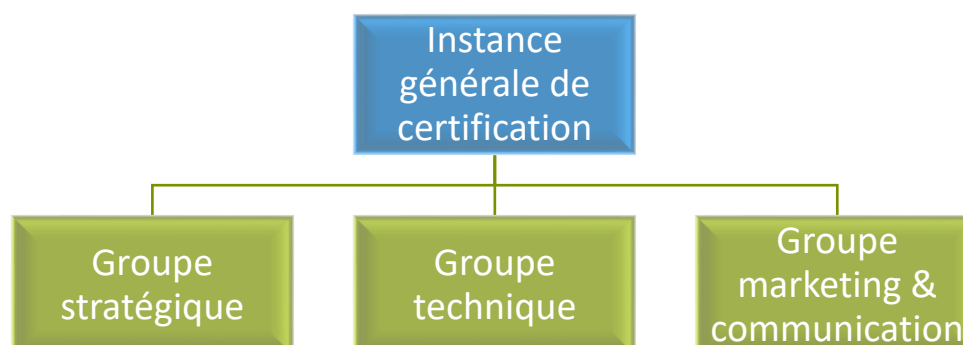 Instance
générale de
certification
Groupe
stratégique
Groupe
technique
Groupe
marketing &
communication